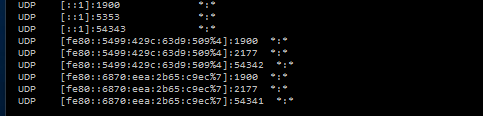 UDP    [::1]:1900             *:*
UDP    [::1]:5353             *:*
UDP    [::1]:54343            *:*
UDP    [fe80::5499:429c:63d9:509%4]:1900  *:*
UDP    [fe80::5499:429c:63d9:509%4]:2177  *:*
UDP    [fe80::5499:429c:63d9:509%4]:54342  *:*
UDP    [fe80::6870:eea:2b65:c9ec%7]:1900  *:*
UDP    [fe80::6870:eea:2b65:c9ec%7]:2177  *:*
UDP    [fe80::6870:eea:2b65:c9ec%7]:54341  *:*